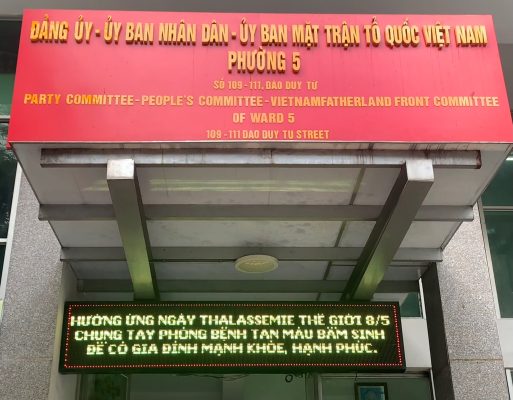 ĐẢNG ỦY - ỦY BAN NHÂN DÂN - ỦY BAN MẶT TRẬN TỔ QUỐC VIỆT NAM
PHƯỜNG 5
SỐ 109 - 111, ĐÀO DUY TỪ
PARTY COMMITTEE - PEOPLE'S COMMITTEE - VIETNAMFATHERLAND FRONT COMMITTEE
OF WARD 5
109 - 111 DAO DUY TU STREET
HƯỞNG ỨNG NGÀY THALASSEMIE THẾ GIỚI 8/5
CHUNG TAY PHÒNG BỆNH TAN MÁU BẨM SINH
ĐỂ CÓ GIA ĐÌNH MẠNH KHỎE, HẠNH PHÚC.